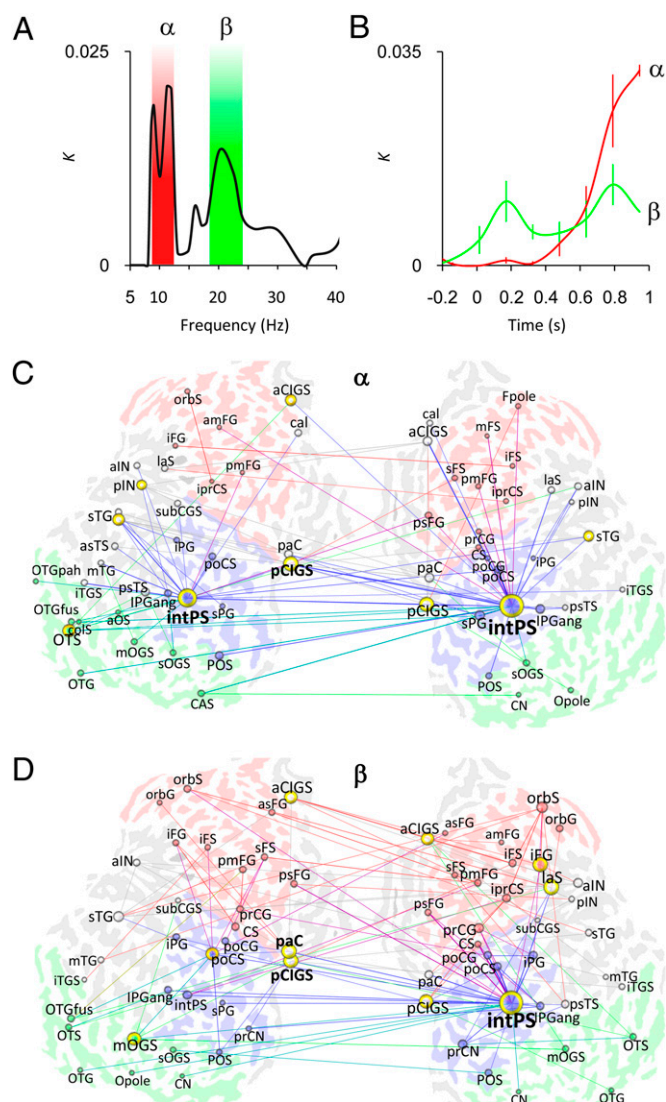 A
α
β
0.025
K
0
5 10 15 20 25 30 35 40
Frequency (Hz)
B
0.035
α
K
β
0
-0.2 0 0.2 0.4 0.6 0.8 1
Time (s)
C
α
orbS
aCIGS
amFG
cal
iFG
laS
pmFG
aIN
pIN
iprCS
sTG
subCGS
asTS
iPG
paC
OTGpah
mTG
poCS
pCIGS
iTGS
psTS
IPGang
OTGfus
aOS
intPS
sPG
OTS
mOGS
sOGS
POS
OTG
CAS
Fpole
cal
aCIGS
mFS
iFS
sFS
laS
aIN
pmFG
pIN
iprCS
psFG
prCG
sTG
CS
poCG
iPG
paC
poCS
iTGS
pCIGS
intPS
IPGang
psTS
sPG
sOGS
POS
CN
Opole
D
β
orbS
orbG
aCIGS
asFG
iFG
iFS
sFS
aIN
pmFG
psFG
sTG
subCGS
prCG
CS
iPG
poCG
paC
poCS
mTG
pCIGS
iTGS
IPGang
intPS
OTGfus
sPG
OTS
prCN
mOGS
sOGS
POS
OTG
Opole
CN
orbS
aCIGS
asFG
orbG
amFG
iFS
iFG
sFS
pmFG
laS
aIN
iprCS
pIN
psFG
prCG
subCGS
CS
sTG
poCG
iPG
poCS
paC
mTG
iTGS
pCIGS
intPS
IPGang
psTS
prCN
mOGS
OTS
POS
CN
OTG